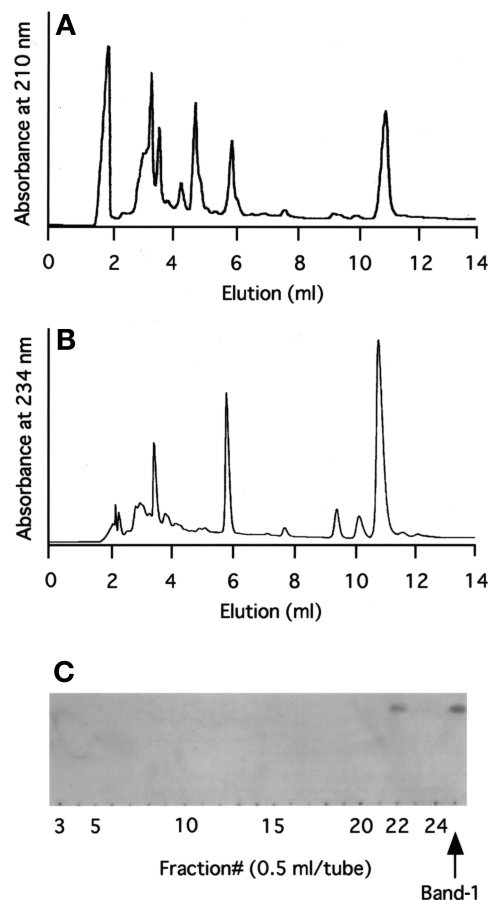 A
Absorbance at 210 nm
0 2 4 6 8 10 12 14
Elution (ml)
B
Absorbance at 234 nm
0 2 4 6 8 10 12 14
Elution (ml)
C
3 5 10 15 20 22 24
Fraction# (0.5 ml/tube)
Band-1